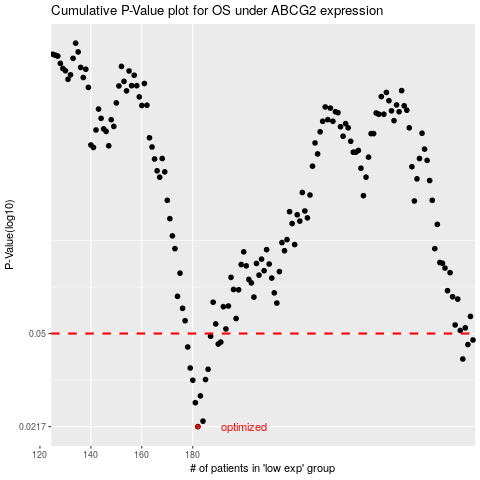 Cumulative P-Value plot for OS under ABCG2 expression
P-Value(log10)
0.05
0.0217
optimized
120 140 160 180
# of patients in 'low exp' group